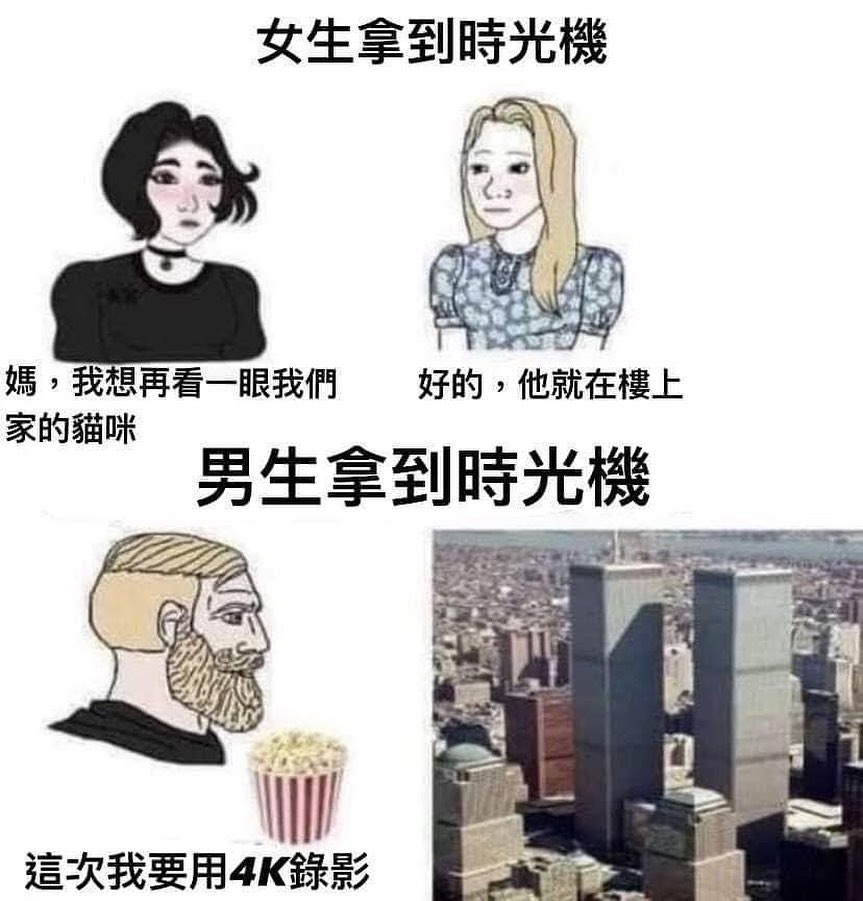 女生拿到時光機
媽，我想再看一眼我們
家的貓咪
好的，他就在樓上
男生拿到時光機
這次我要用4K錄影